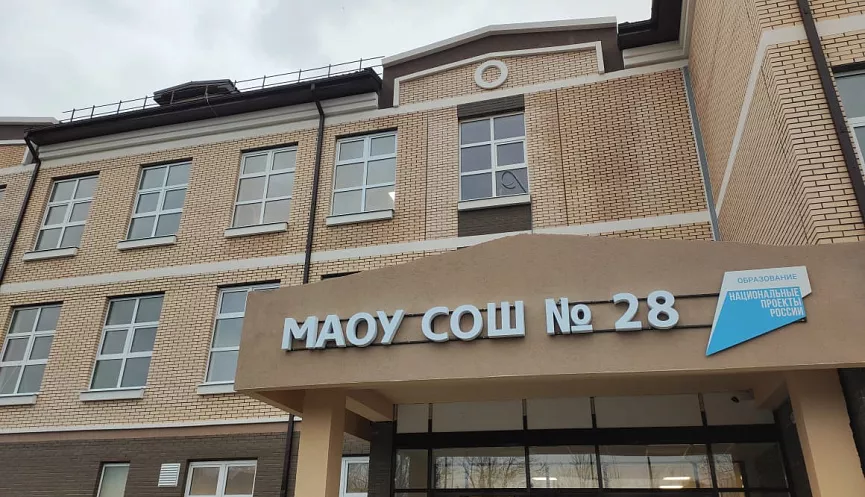 МАОУ СОШ № 28
ОБРАЗОВАНИЕ
НАЦИОНАЛЬНЫЕ
ПРОЕКТЫ
РОССИИ